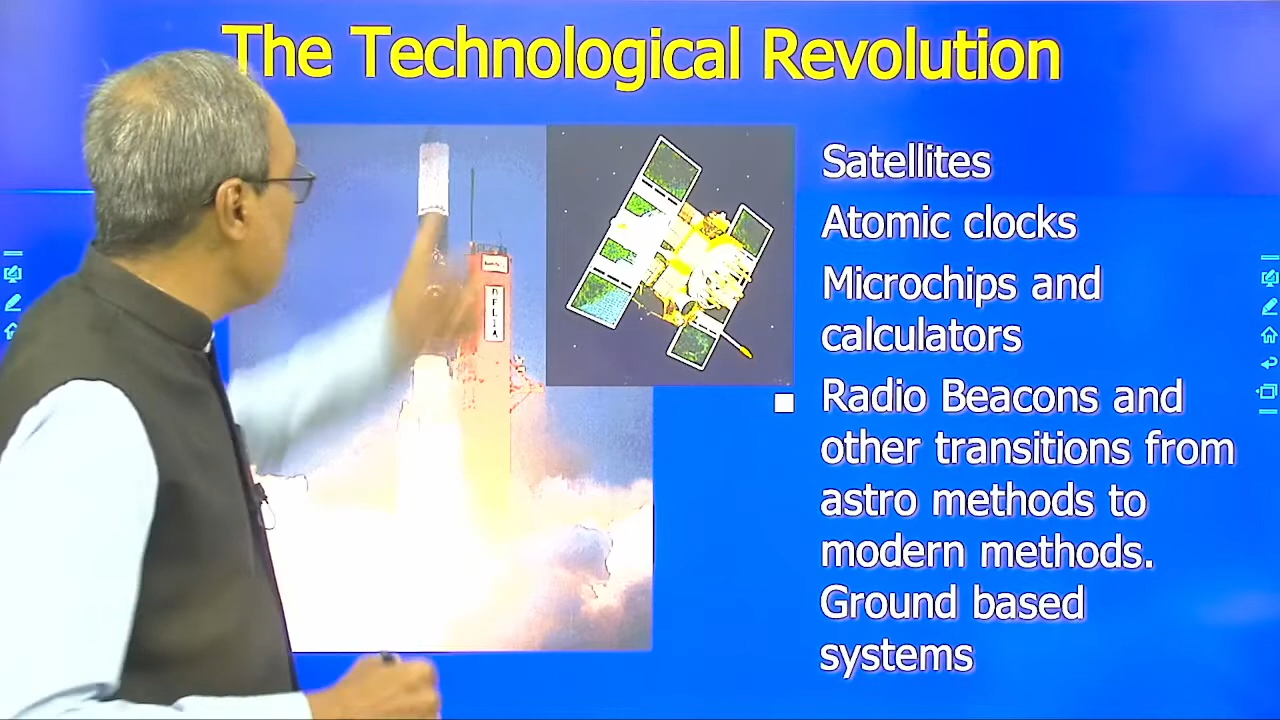 The Technological Revolution
Satellites
Atomic clocks
Microchips and
calculators
Radio Beacons and
other transitions from
astro methods to
modern methods.
Ground based
systems